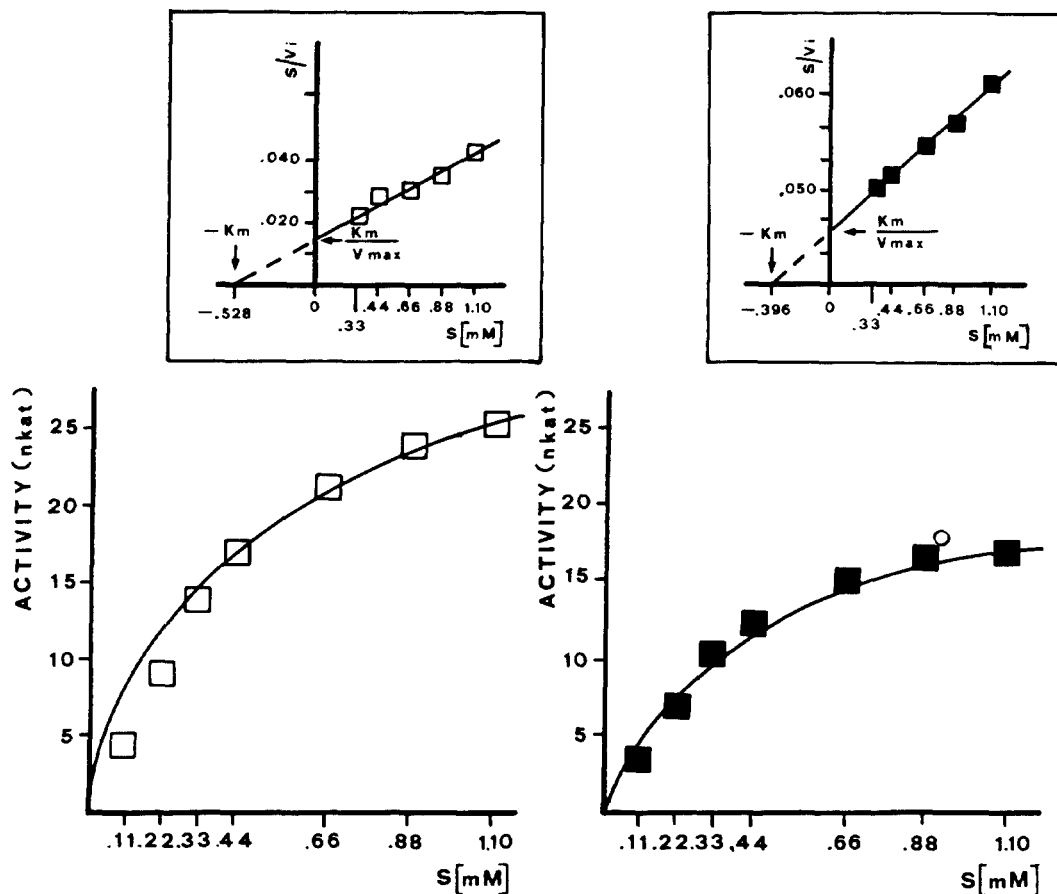 S/Vi
.040
.020
—Km
Km
Vmax
—.528
0
.44
.66
.88
1.10
.33
S[mM]
S/Vi
.060
.050
—Km
Km
Vmax
—.396
0
.44
.66
.88
1.10
.33
S[mM]
ACTIVITY (nkat)
25
20
15
10
5
.11.22.33.44
.66
.88
1.10
S[mM]
ACTIVITY (nkat)
25
20
15
10
5
.11.22.33,44
.66
.88
1.10
S[mM]